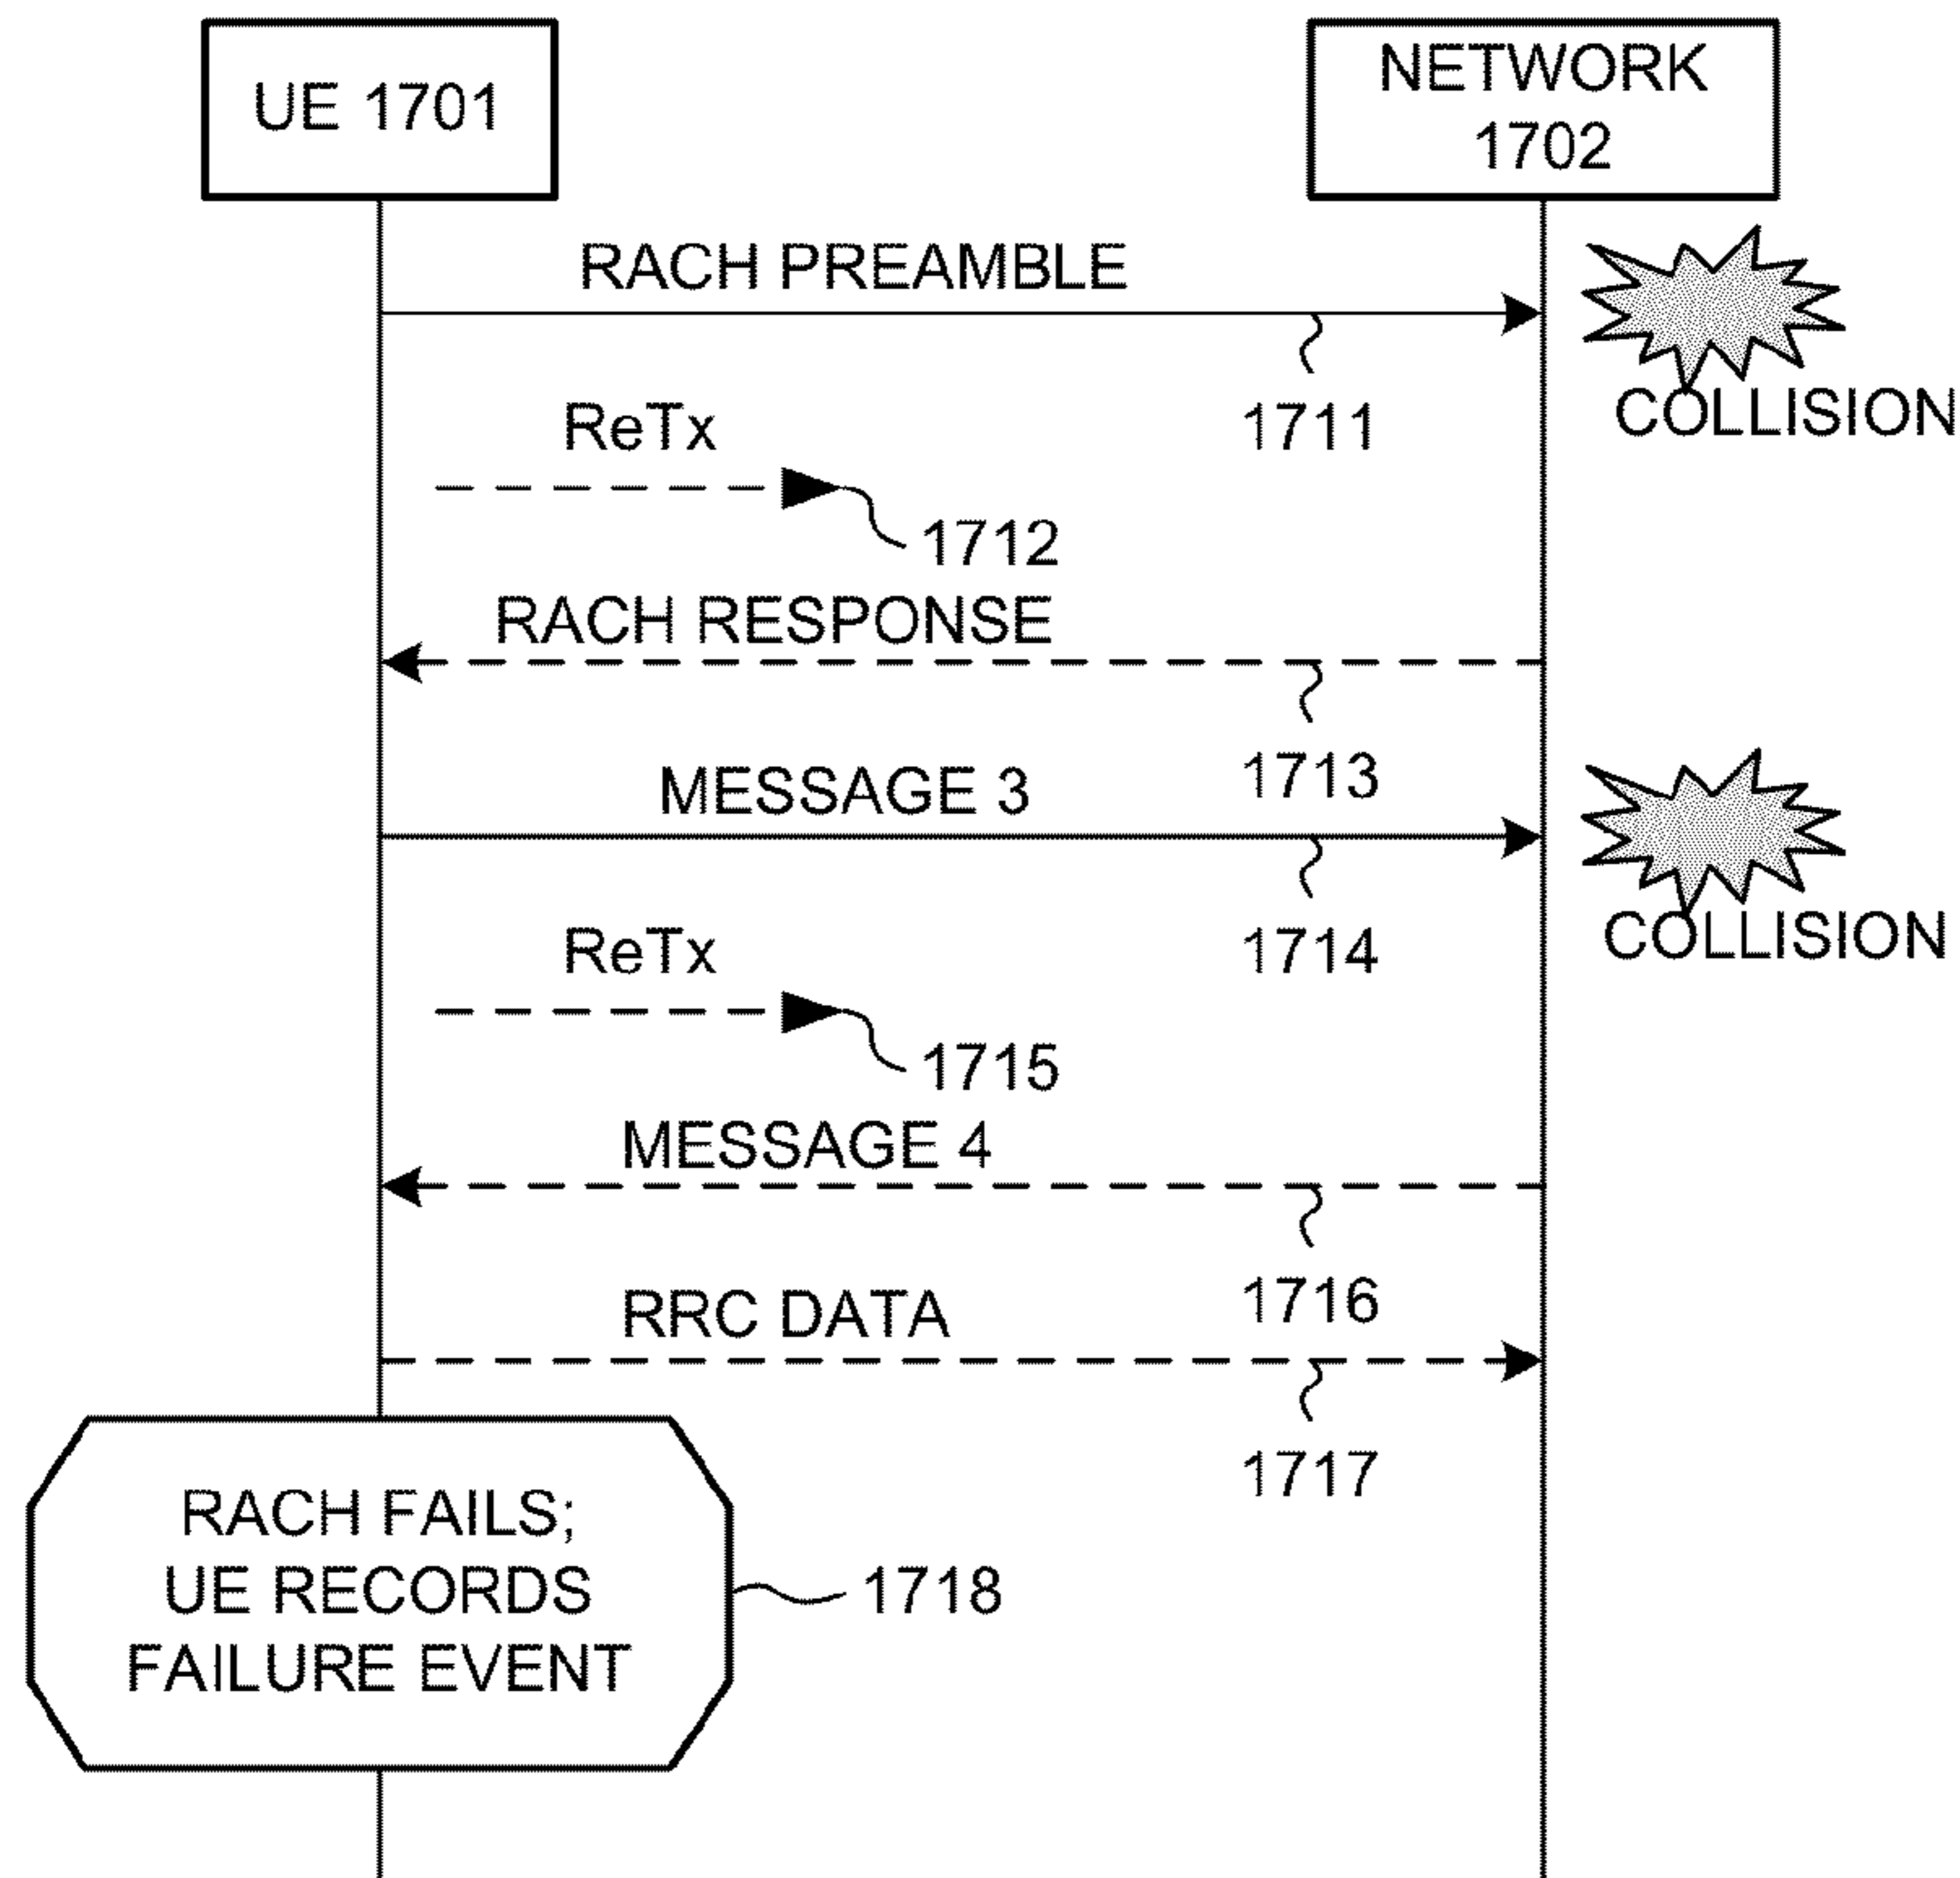 UE 1701
NETWORK
1702
RACH PREAMBLE
1711
COLLISION
ReTx
1712
RACH RESPONSE
1713
MESSAGE 3
1714
COLLISION
ReTx
1715
MESSAGE 4
1716
RRC DATA
1717
RACH FAILS;
UE RECORDS
FAILURE EVENT
1718